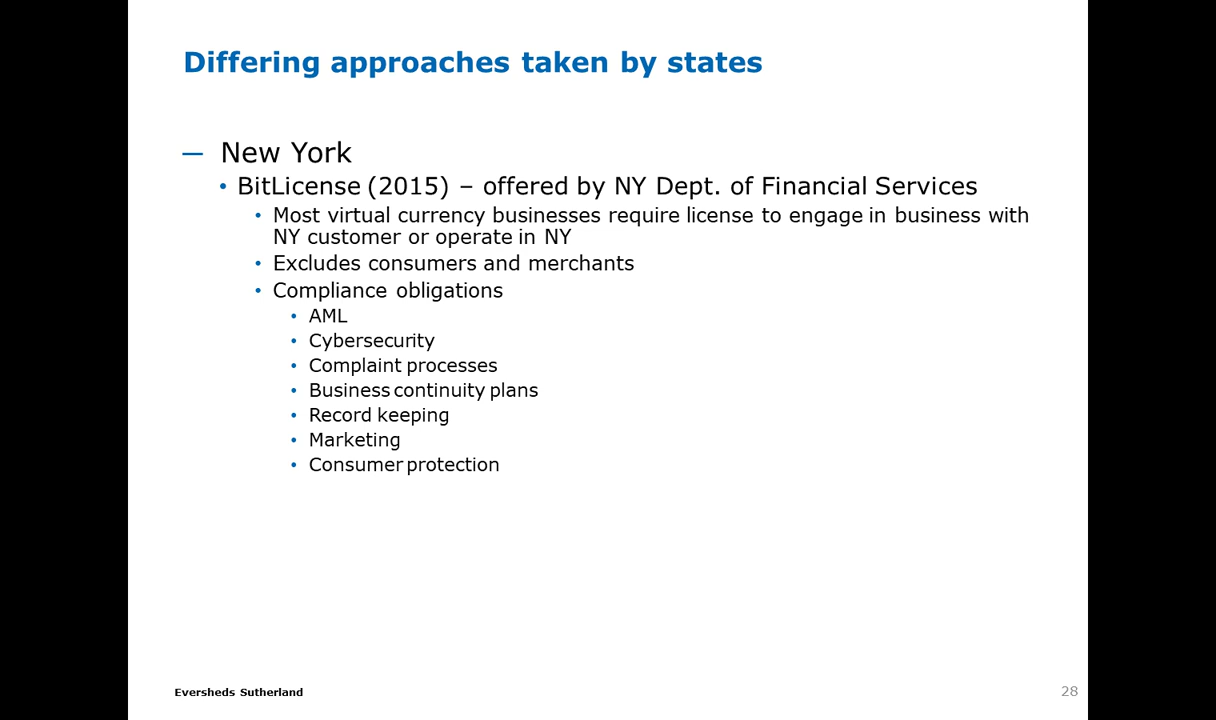 Differing approaches taken by states
— New York
• BitLicense (2015) – offered by NY Dept. of Financial Services
• Most virtual currency businesses require license to engage in business with
NY customer or operate in NY
• Excludes consumers and merchants
• Compliance obligations
• AML
• Cybersecurity
• Complaint processes
• Business continuity plans
• Record keeping
• Marketing
• Consumer protection
Eversheds Sutherland
28